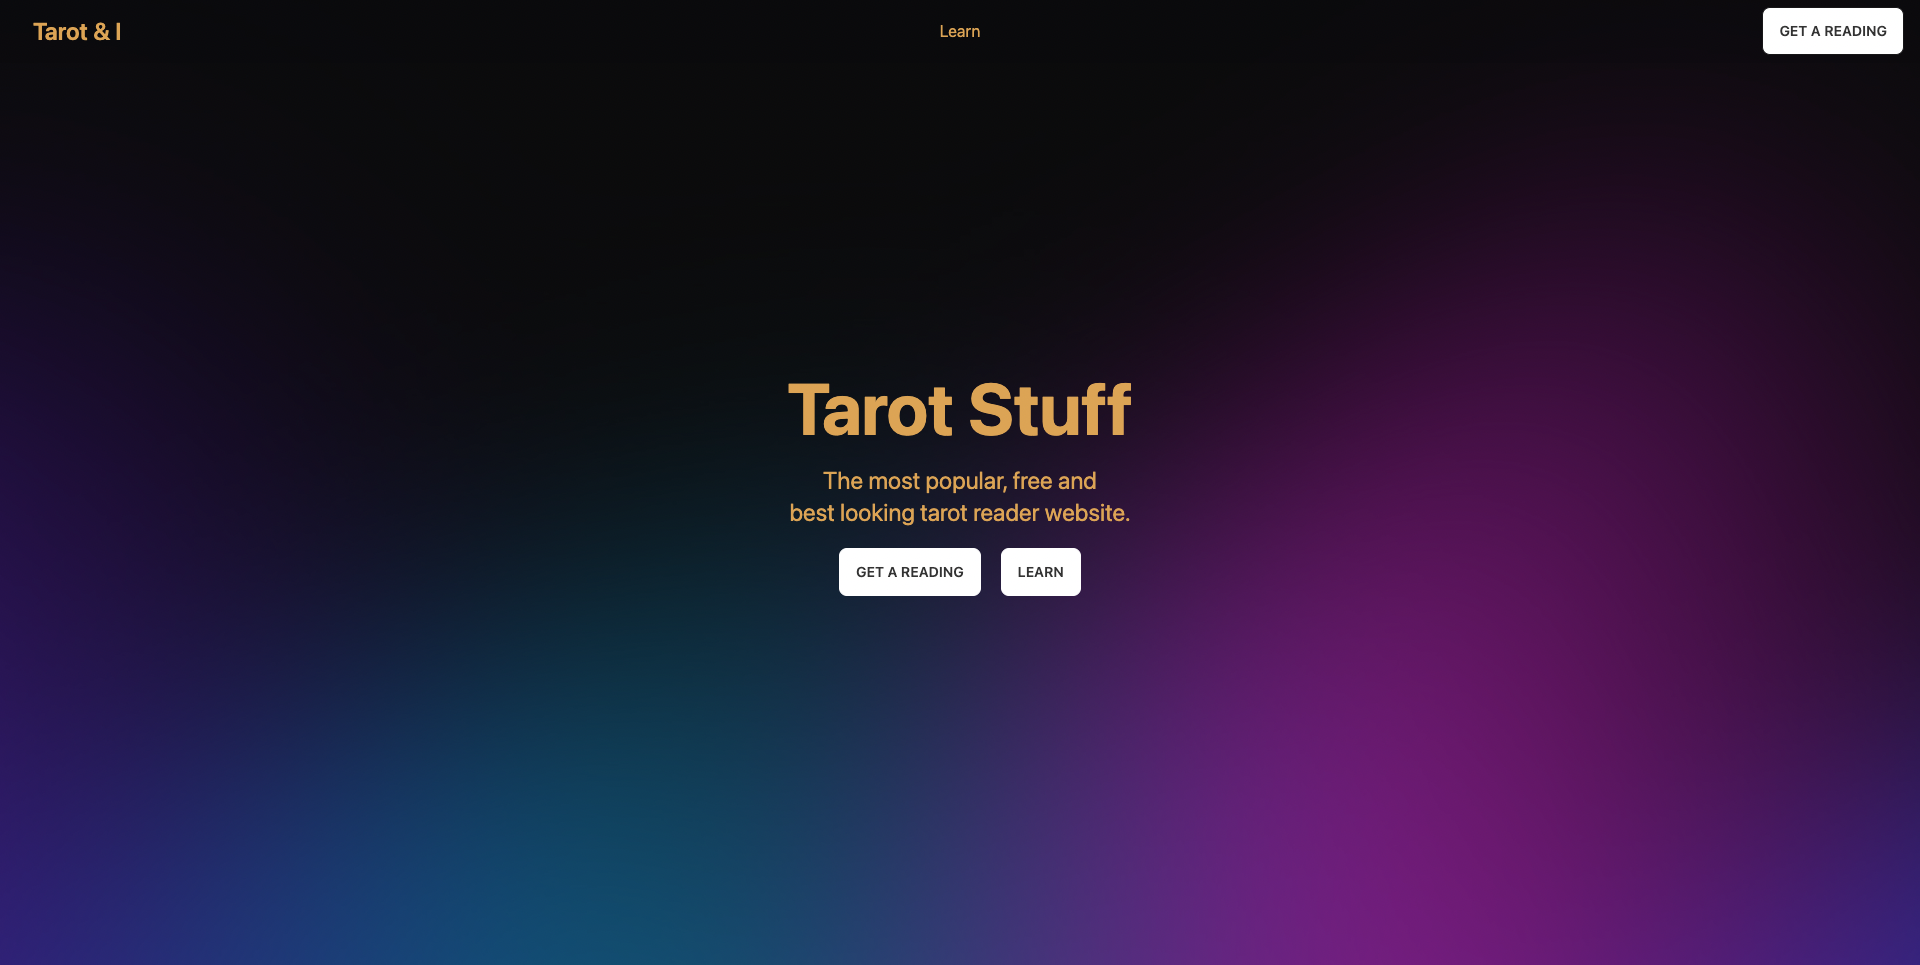 Tarot & I
Learn
GET A READING
Tarot Stuff
The most popular, free and
best looking tarot reader website.
GET A READING
LEARN